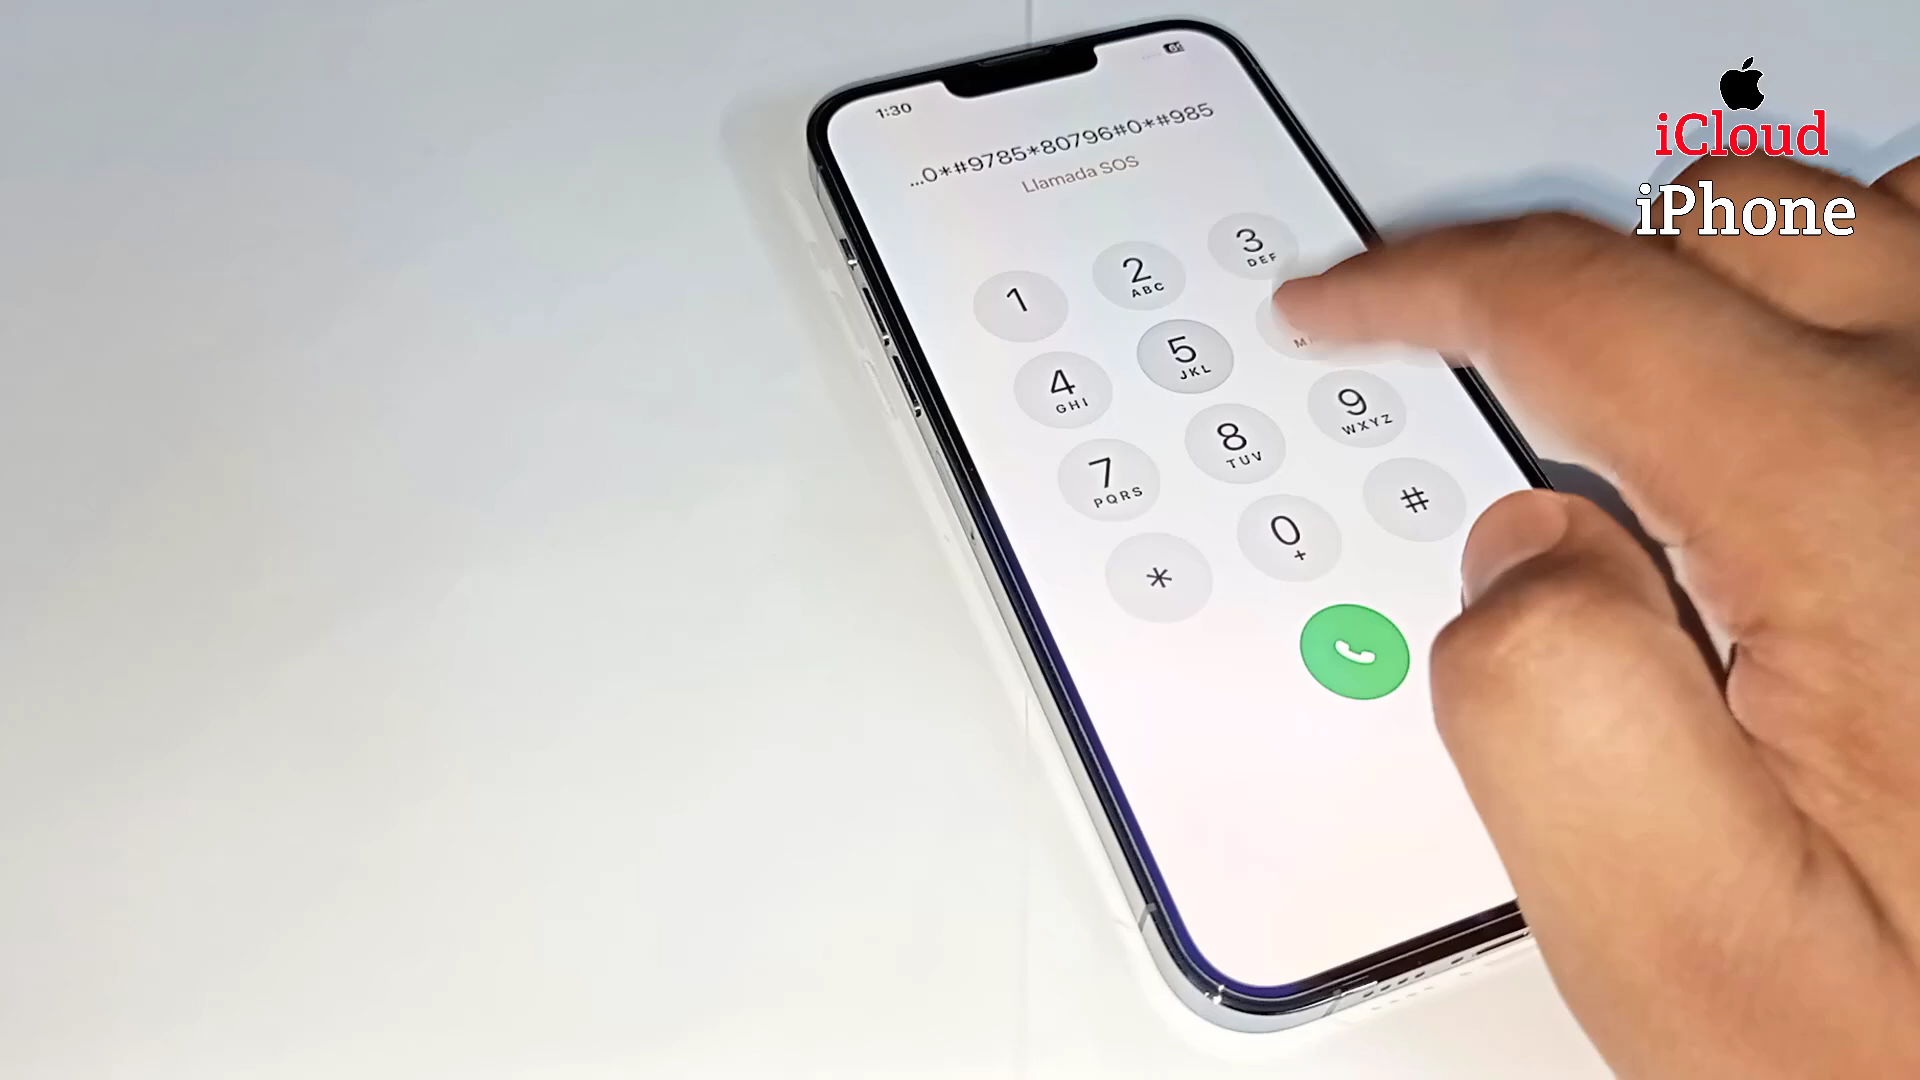 1:30
...0*#9785*80796#0*#985
Llamada SOS
1
2
ABC
3
DEF
4
GHI
5
JKL
M
7
PQRS
8
TUV
9
WXYZ
*
0
+
#
iCloud
iPhone